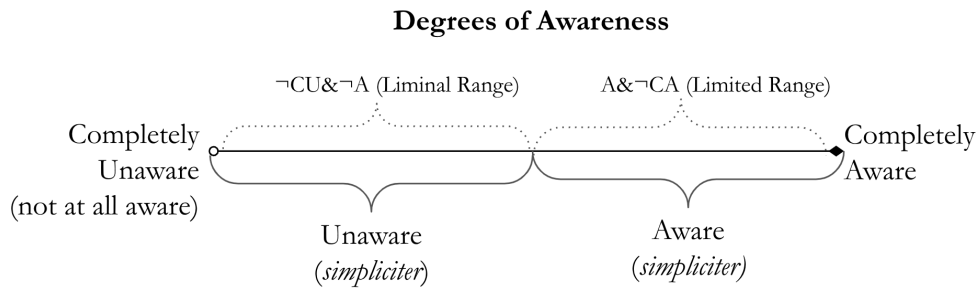 Degrees of Awareness
¬CU&¬A (Liminal Range)
A&¬CA (Limited Range)
Completely
Unaware
(not at all aware)
Completely
Aware
Unaware
(simpliciter)
Aware
(simpliciter)